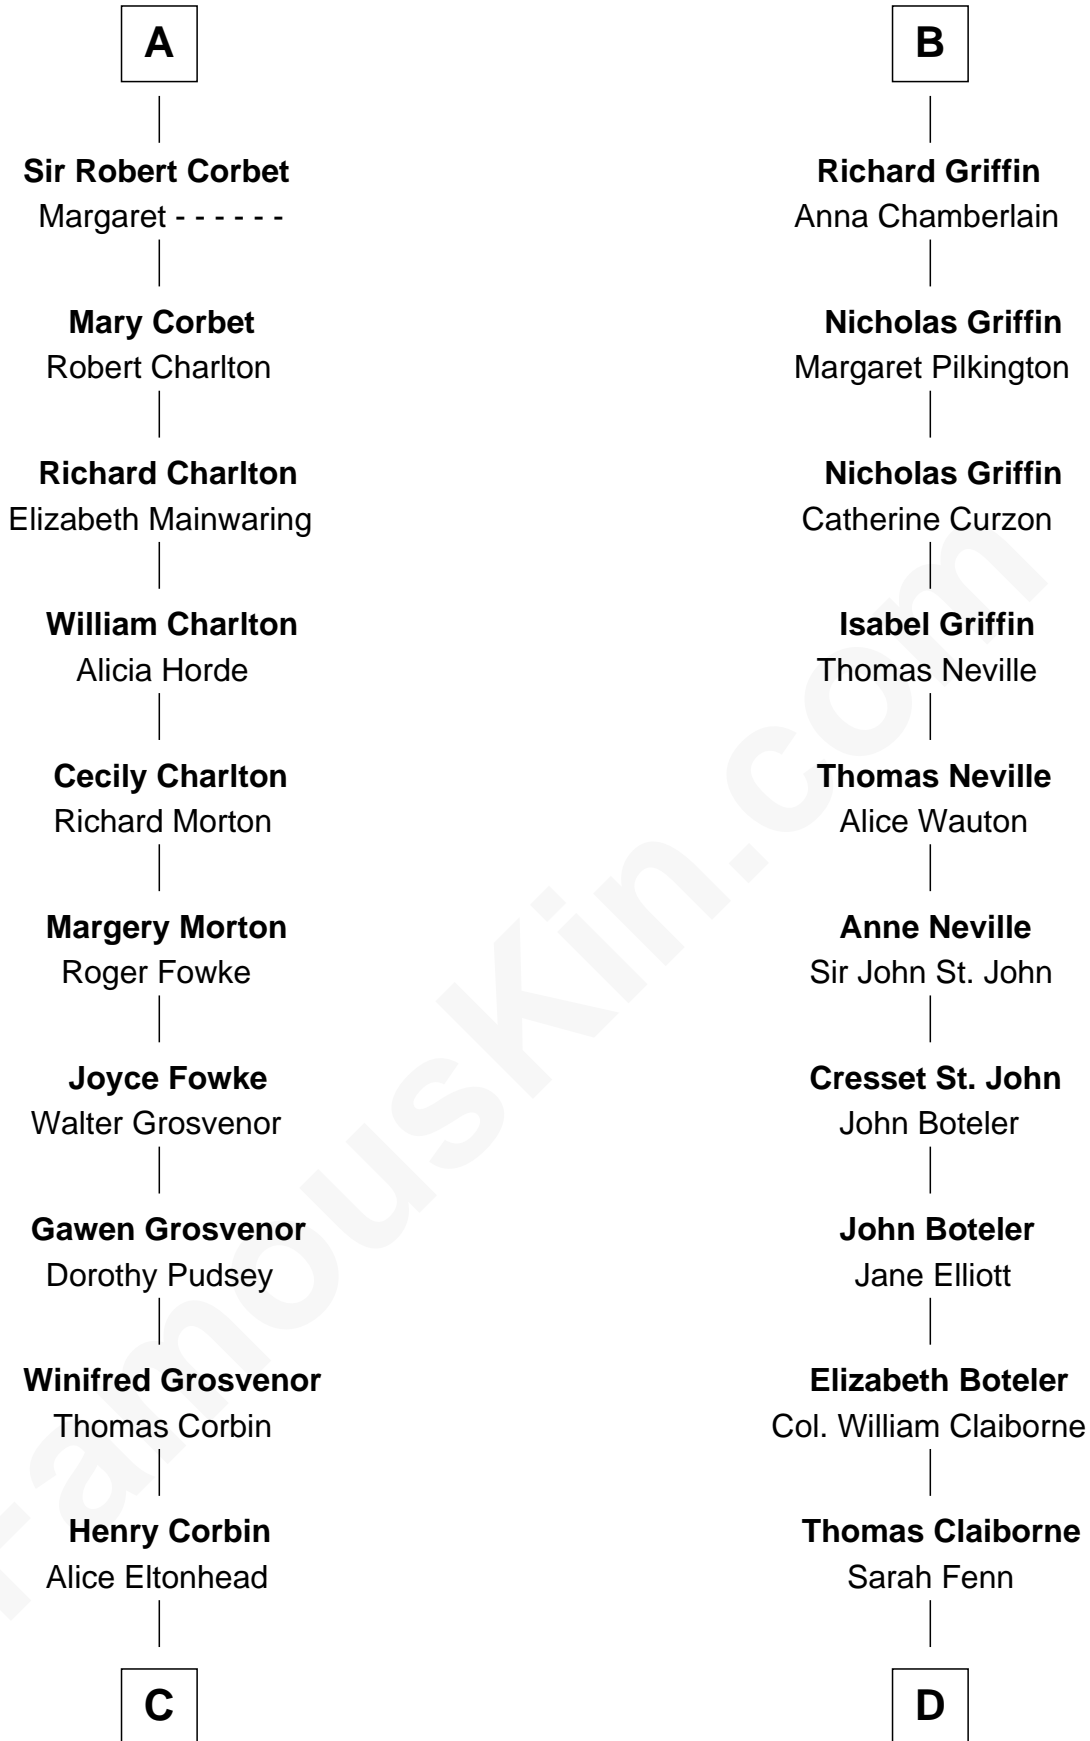 A
Sir Robert Corbet
Margaret - - - - - -
Mary Corbet
Robert Charlton
Richard Charlton
Elizabeth Mainwaring
William Charlton
Alicia Horde
Cecily Charlton
Richard Morton
Margery Morton
Roger Fowke
Joyce Fowke
Walter Grosvenor
Gawen Grosvenor
Dorothy Pudsey
Winifred Grosvenor
Thomas Corbin
Henry Corbin
Alice Eltonhead
C
B
Richard Griffin
Anna Chamberlain
Nicholas Griffin
Margaret Pilkington
Nicholas Griffin
Catherine Curzon
Isabel Griffin
Thomas Neville
Thomas Neville
Alice Wauton
Anne Neville
Sir John St. John
Cresset St. John
John Boteler
John Boteler
Jane Elliott
Elizabeth Boteler
Col. William Claiborne
Thomas Claiborne
Sarah Fenn
D
FamousKin.com